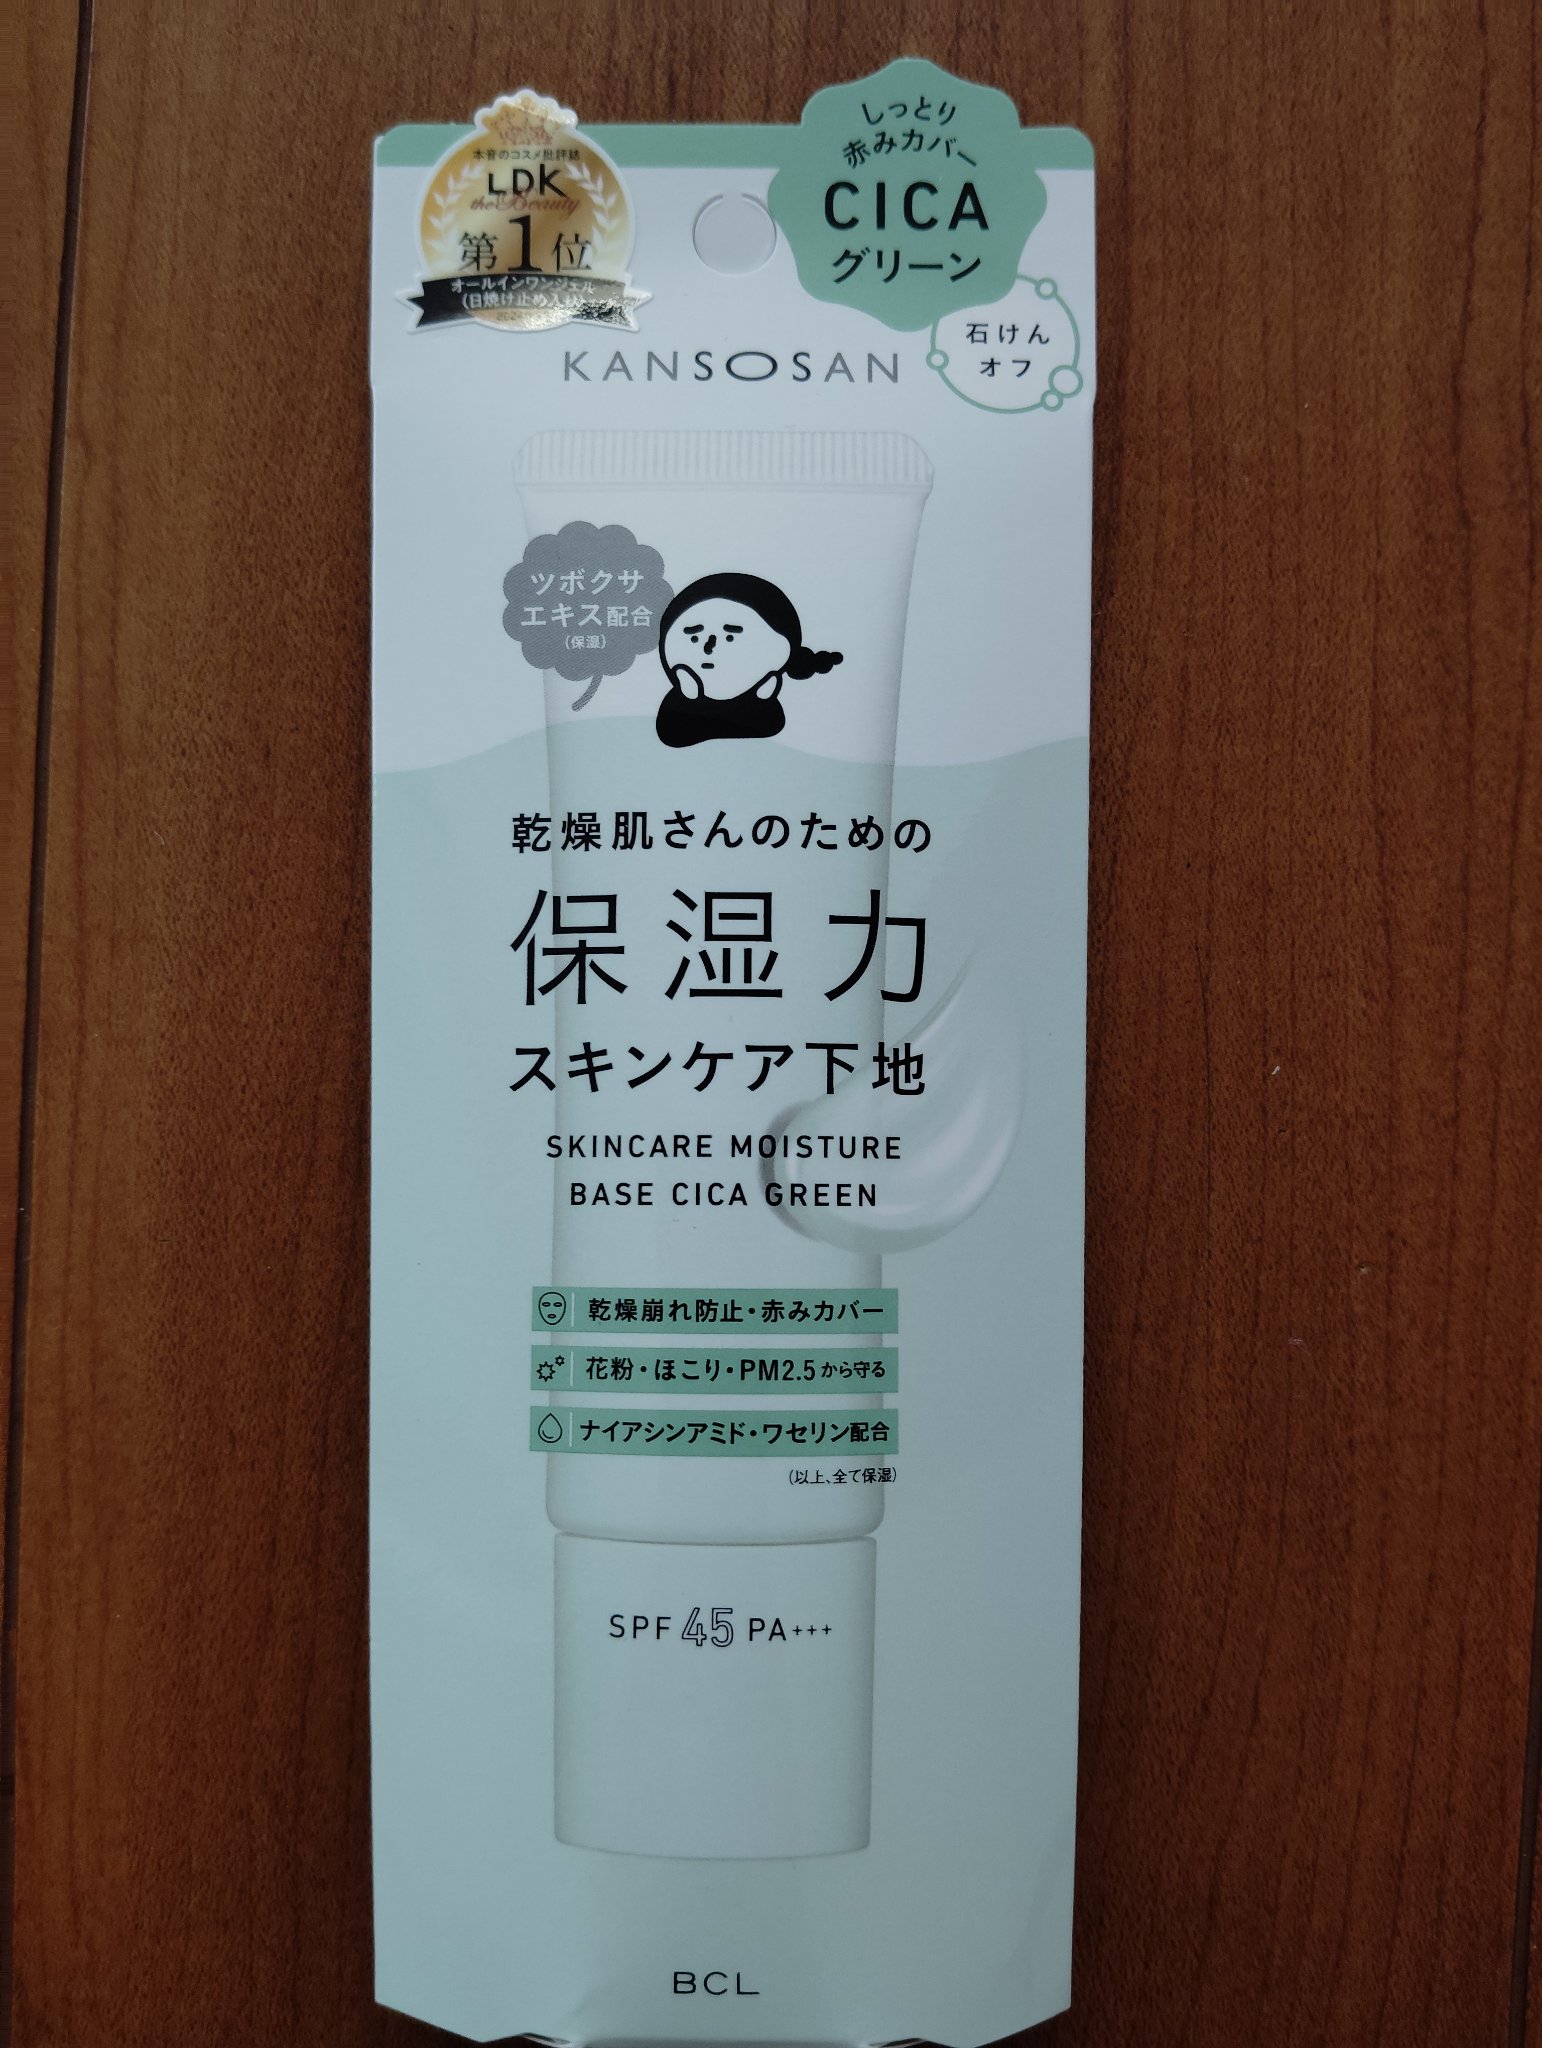 本音のコスメ批評誌
LDK
the Beauty
第1位
オールインワンジェル
(日焼け止め入り)
しっとり
赤みカバー
CICA
グリーン
石けん
オフ
KANSOSAN
ツボクサ
エキス配合
(保湿)
乾燥肌さんのための
保湿力
スキンケア下地
SKINCARE MOISTURE
BASE CICA GREEN
乾燥崩れ防止・赤みカバー
花粉・ほこり・PM2.5から守る
ナイアシンアミド・ワセリン配合
(以上、全て保湿)
SPF 45 PA+++
BCL